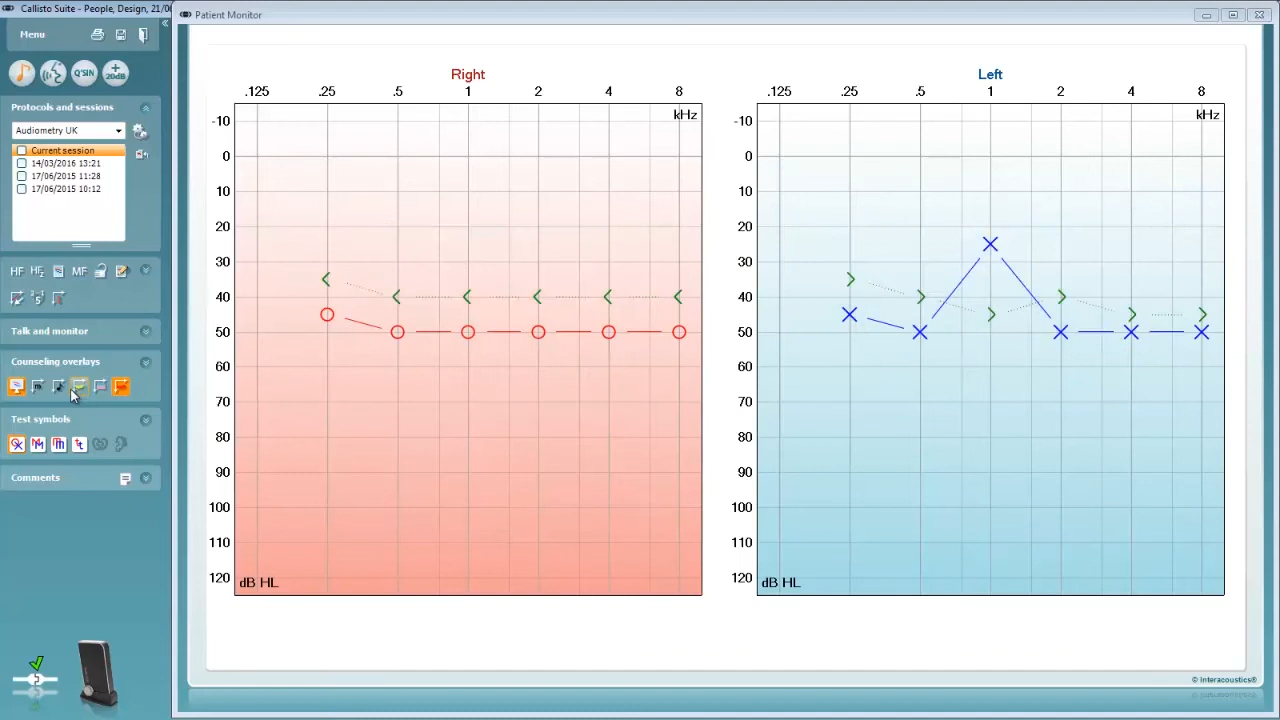 Callisto Suite - People, Design, 21/0
Patient Monitor
Menu
Q'SIN
+
20dB
Protocols and sessions
Audiometry UK
Current session
14/03/2016 13:21
17/06/2015 11:28
17/06/2015 10:12
HF HFz MF
Talk and monitor
Counseling overlays
Test symbols
Comments
Right
.125 .25 .5 1 2 4 8
kHz
-10
0
10
20
30
40
50
60
70
80
90
100
110
120
dB HL
Left
.125 .25 .5 1 2 4 8
kHz
-10
0
10
20
30
40
50
60
70
80
90
100
110
120
dB HL
© Interacoustics®